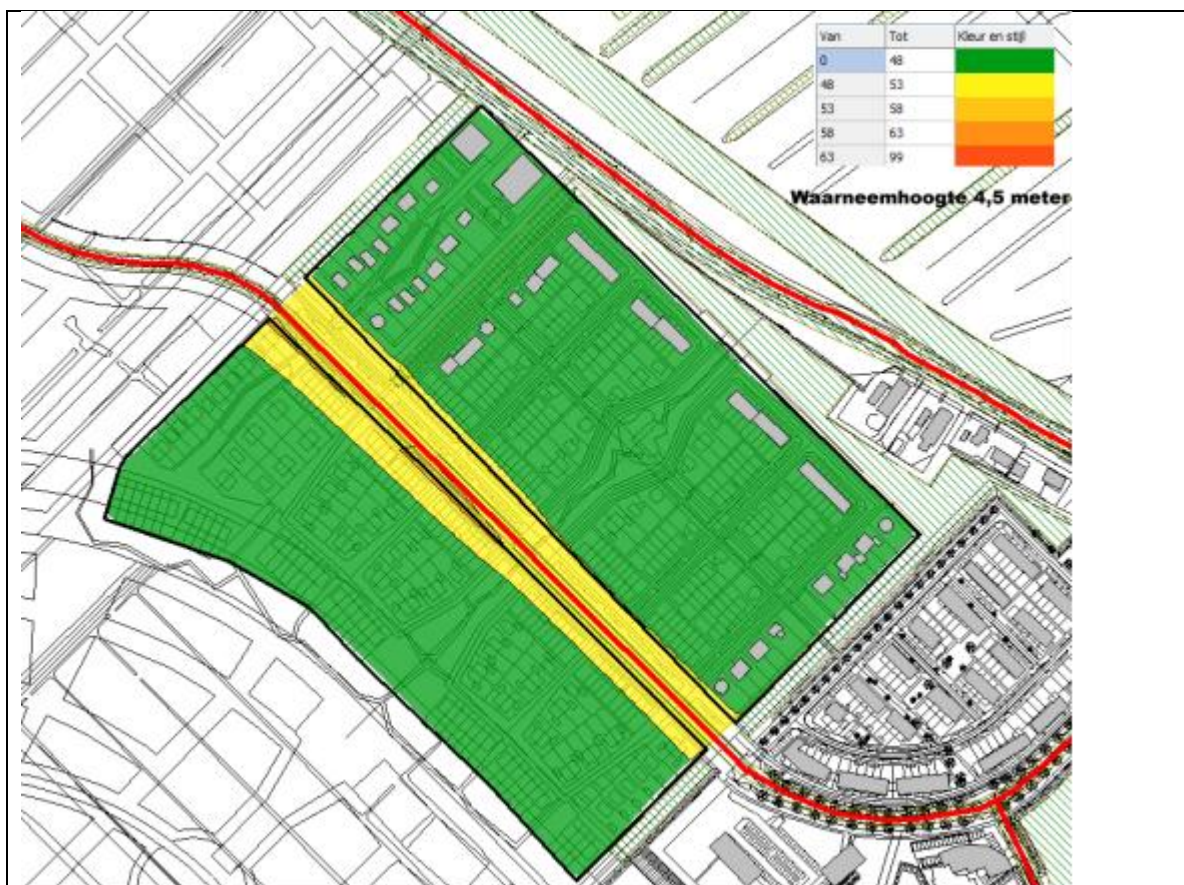 Van Tot Kleur en stijl
0 48
48 53
53 58
58 63
63 99
Waarneemhoogte 4,5 meter